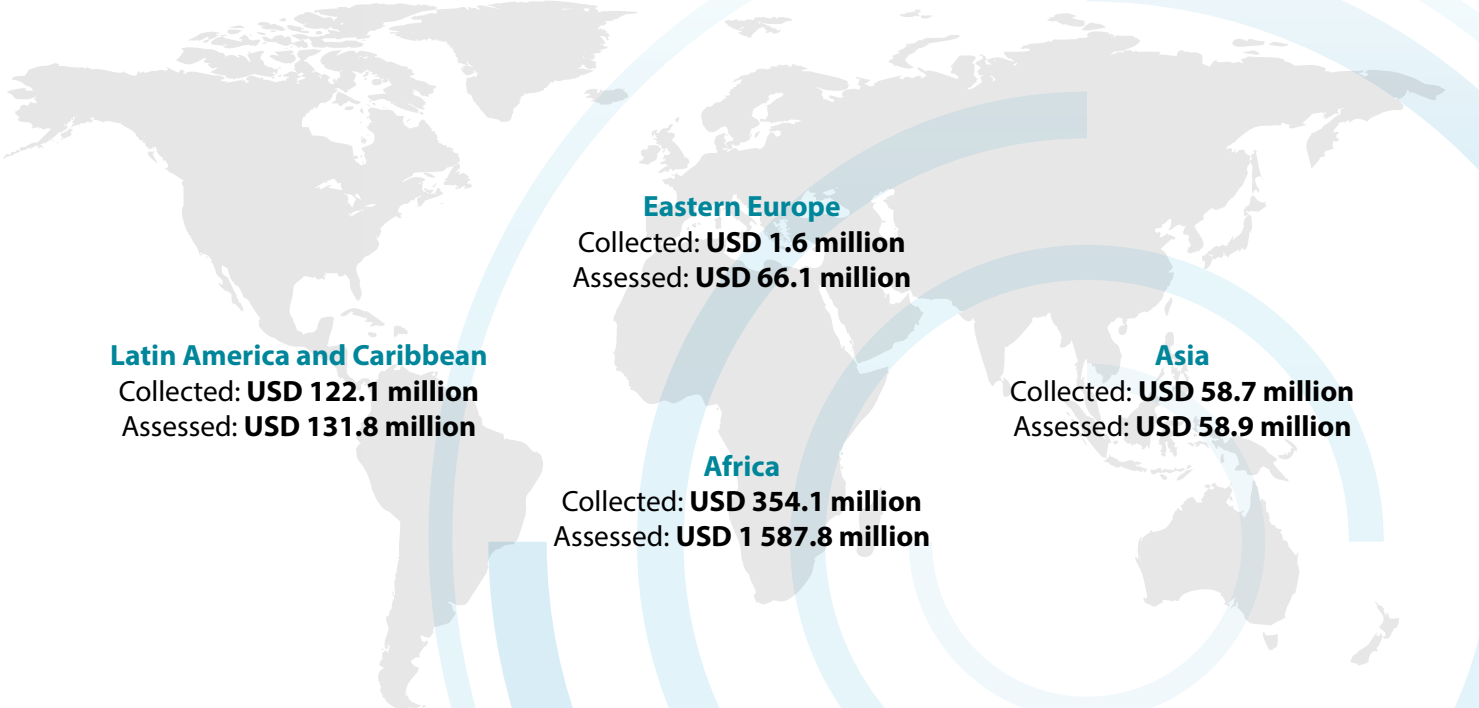 Eastern Europe
Collected: USD 1.6 million
Assessed: USD 66.1 million
Latin America and Caribbean
Collected: USD 122.1 million
Assessed: USD 131.8 million
Asia
Collected: USD 58.7 million
Assessed: USD 58.9 million
Africa
Collected: USD 354.1 million
Assessed: USD 1 587.8 million